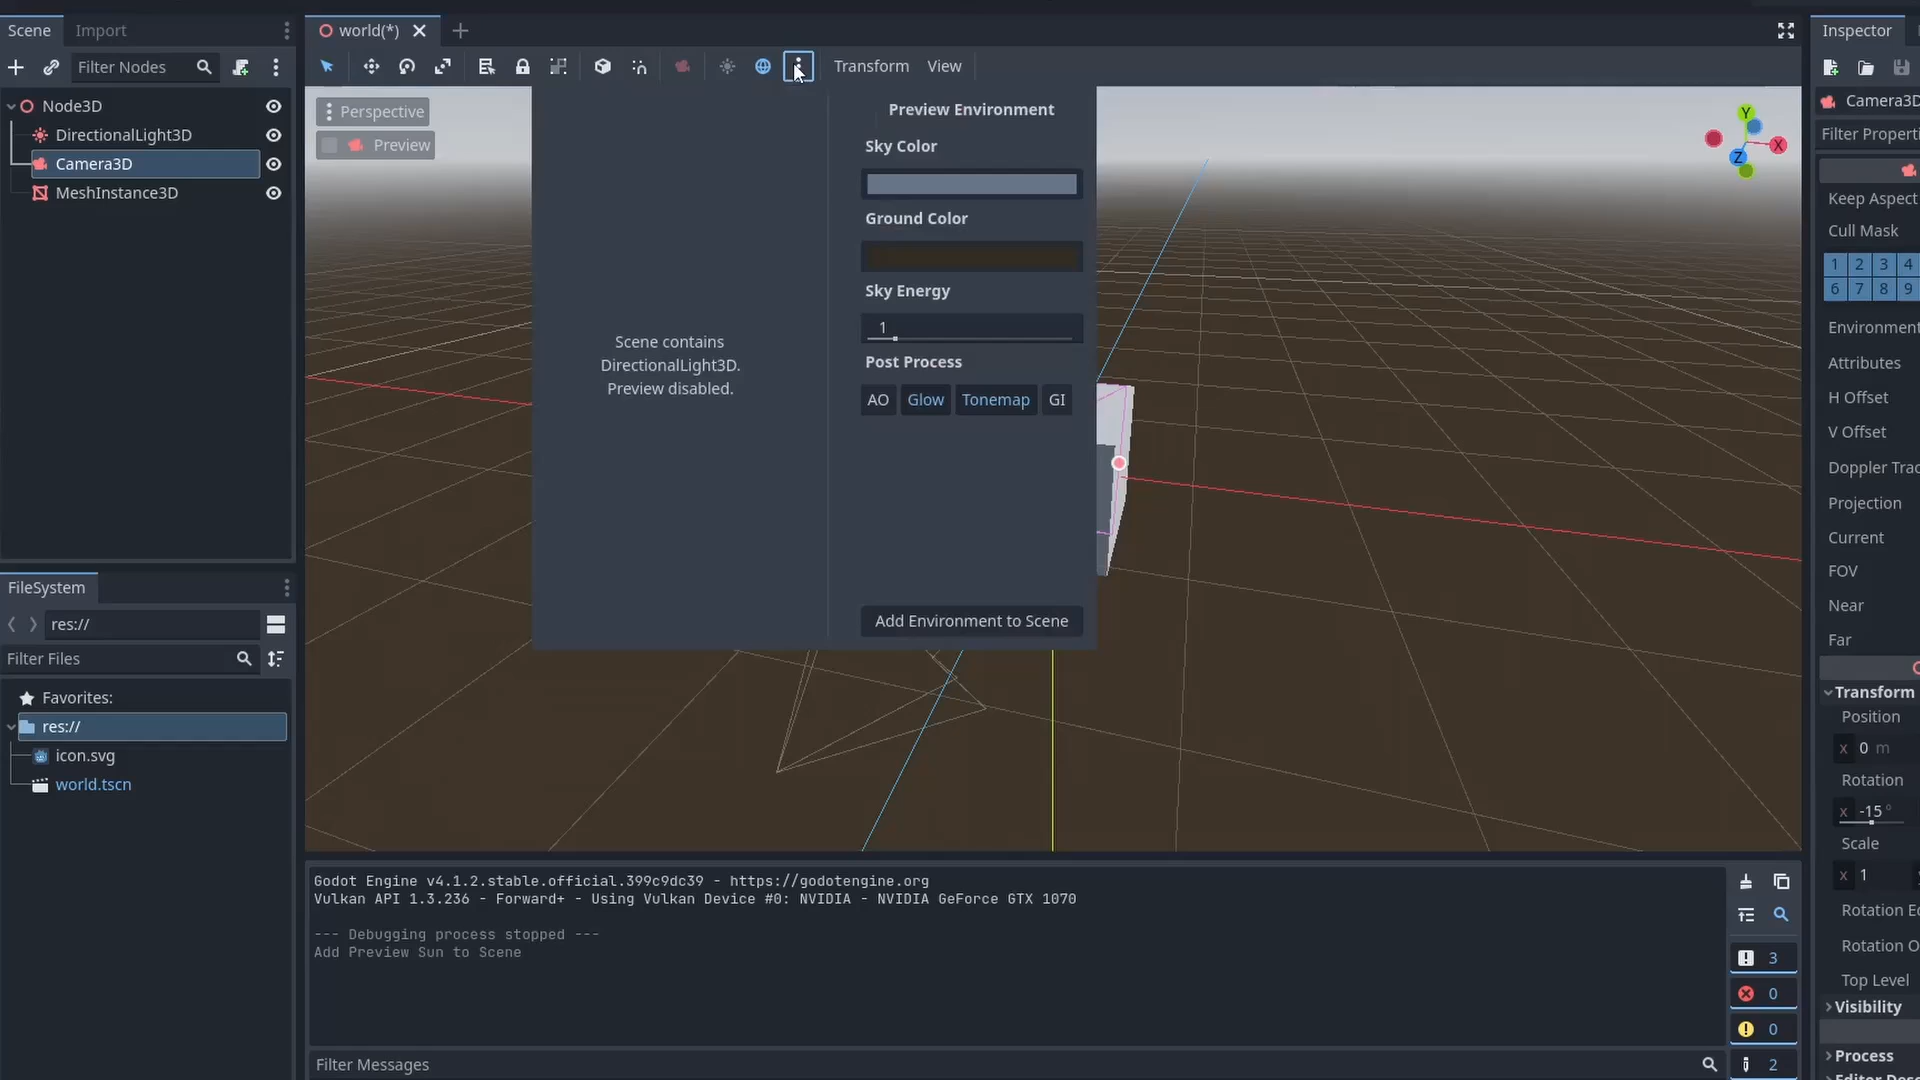 Scene
Import
Filter Nodes
Node3D
DirectionalLight3D
Camera3D
MeshInstance3D
FileSystem
res://
Filter Files
Favorites:
res://
icon.svg
world.tscn
world(*)
Transform
View
Perspective
Preview
Y
X
Z
Scene contains
DirectionalLight3D.
Preview disabled.
Preview Environment
Sky Color
Ground Color
Sky Energy
1
Post Process
AO
Glow
Tonemap
GI
Add Environment to Scene
Godot Engine v4.1.2.stable.official.399c9dc39 - https://godotengine.org
Vulkan API 1.3.236 - Forward+ - Using Vulkan Device #0: NVIDIA - NVIDIA GeForce GTX 1070
--- Debugging process stopped ---
Add Preview Sun to Scene
Filter Messages
3
0
0
2
Inspector
Camera3D
Filter Properti
Keep Aspect
Cull Mask
1 2 3 4
6 7 8 9
Environment
Attributes
H Offset
V Offset
Doppler Trac
Projection
Current
FOV
Near
Far
Transform
Position
x 0 m
Rotation
x -15 °
Scale
x 1
Rotation Ed
Rotation O
Top Level
Visibility
Process